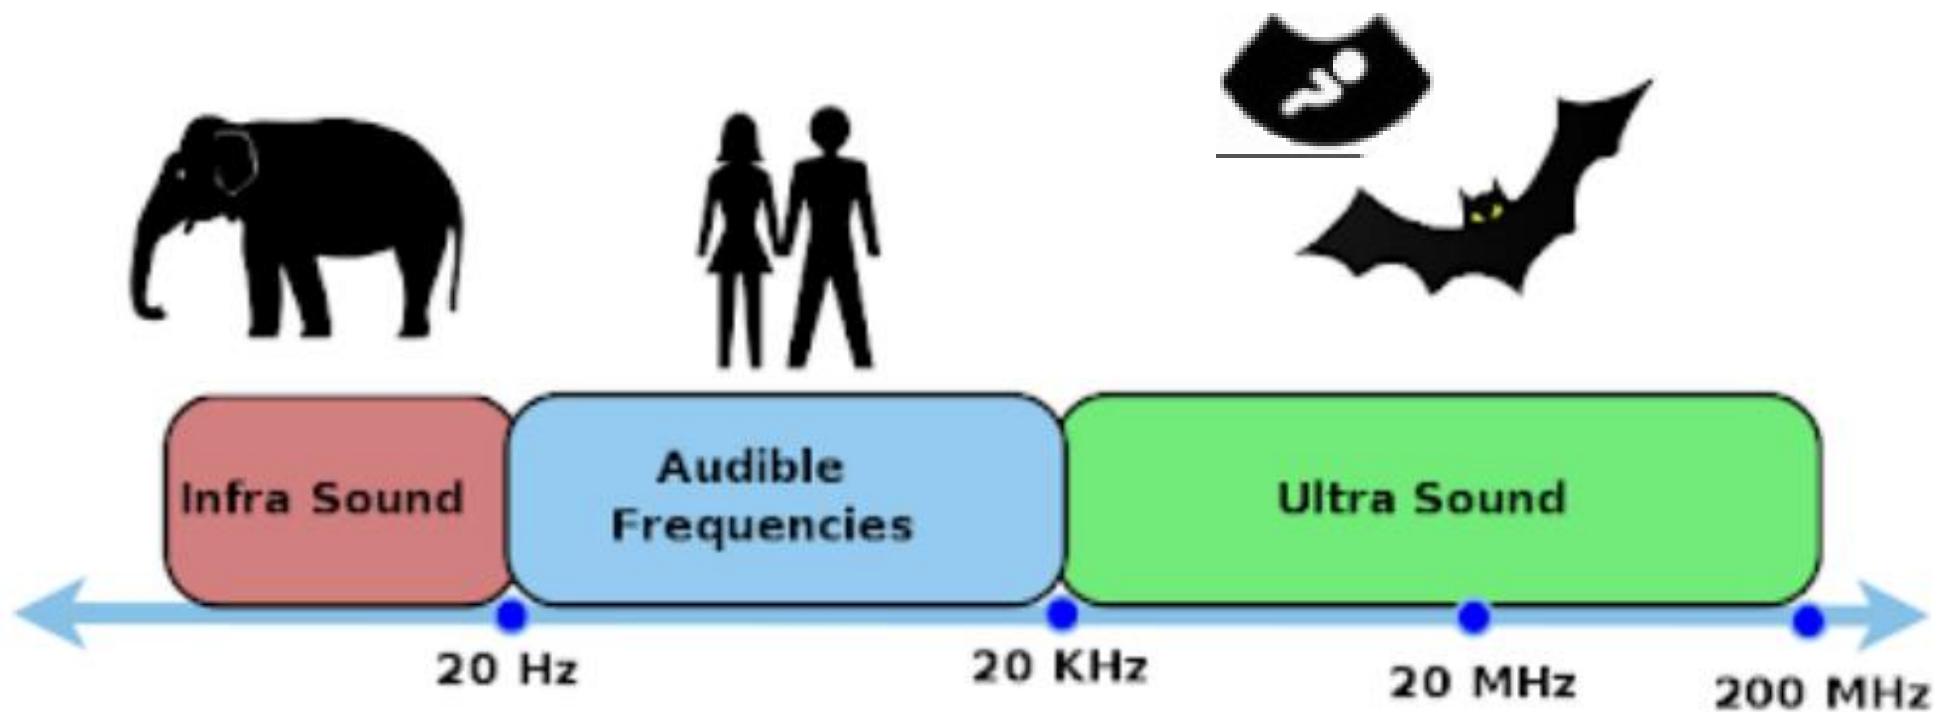 Infra Sound
Audible
Frequencies
Ultra Sound
20 Hz
20 KHz
20 MHz
200 MHz